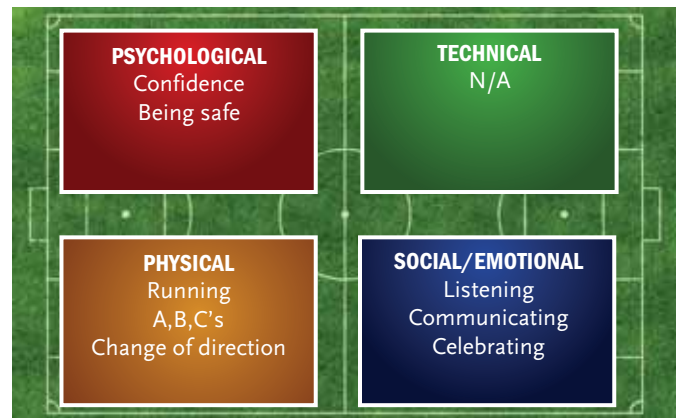 PSYCHOLOGICAL
Confidence
Being safe
TECHNICAL
N/A
PHYSICAL
Running
A,B,C’s
Change of direction
SOCIAL/EMOTIONAL
Listening
Communicating
Celebrating